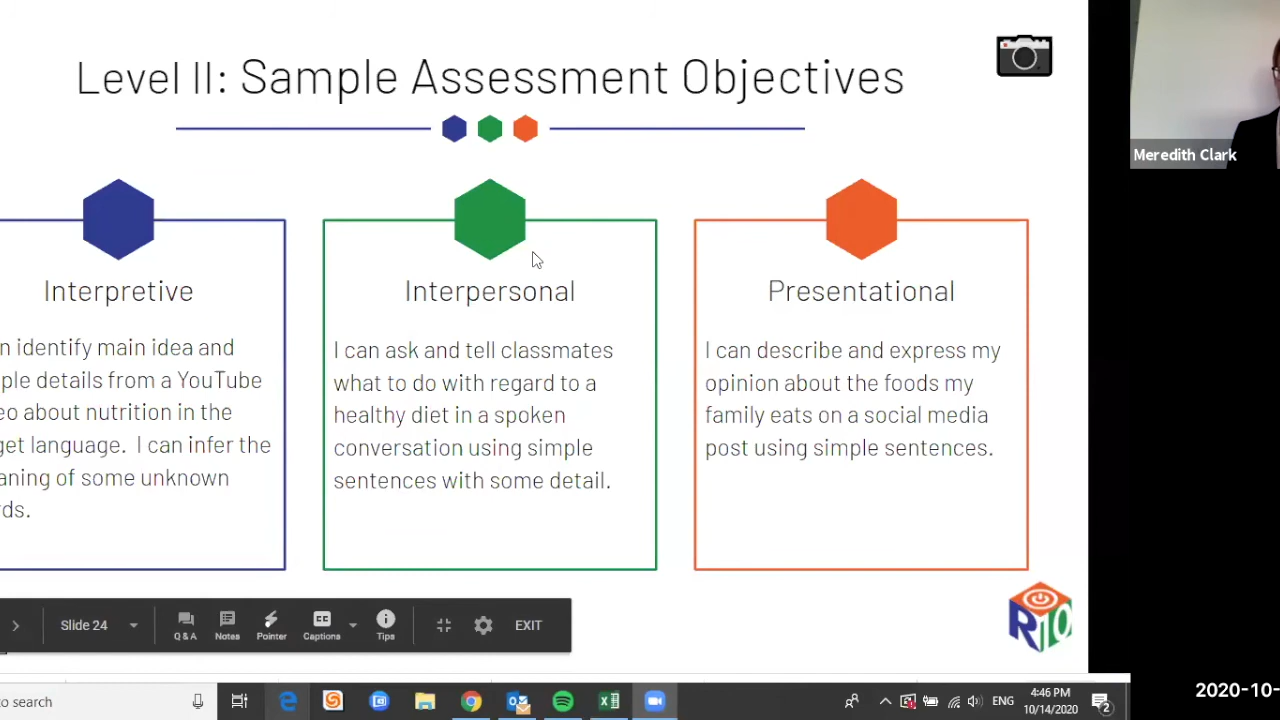 Level II: Sample Assessment Objectives
Meredith Clark
Interpretive
n identify main idea and
ple details from a YouTube
eo about nutrition in the
get language. I can infer the
aning of some unknown
rds.
Interpersonal
I can ask and tell classmates
what to do with regard to a
healthy diet in a spoken
conversation using simple
sentences with some detail.
Presentational
I can describe and express my
opinion about the foods my
family eats on a social media
post using simple sentences.
R10
Slide 24
Q & A
Notes
Pointer
CC
Captions
Tips
EXIT
to search
ENG
4:46 PM
10/14/2020
2
2020-10-